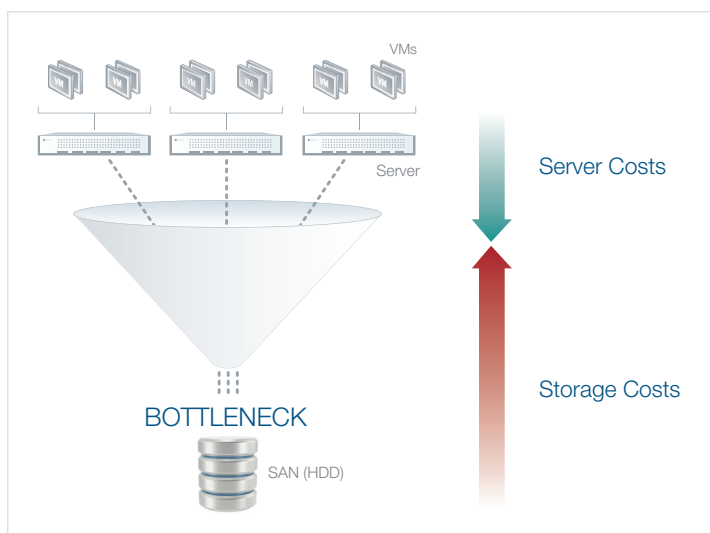 VMs
VM VM VM VM VM VM
Server
Server Costs
BOTTLENECK
Storage Costs
SAN (HDD)